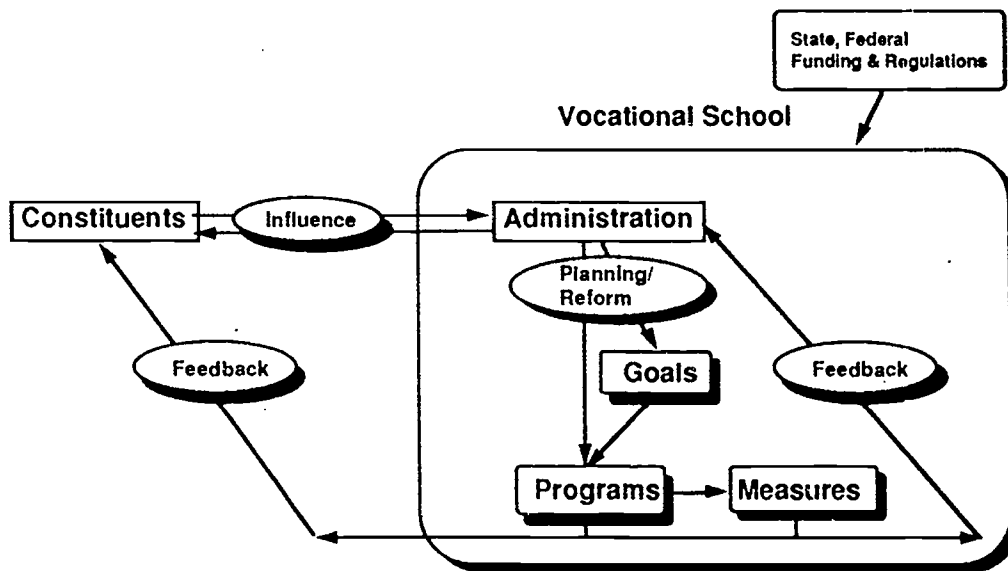 State, Federal
Funding & Regulations
Vocational School
Constituents
Influence
Administration
Planning/
Reform
Feedback
Goals
Feedback
Programs
Measures